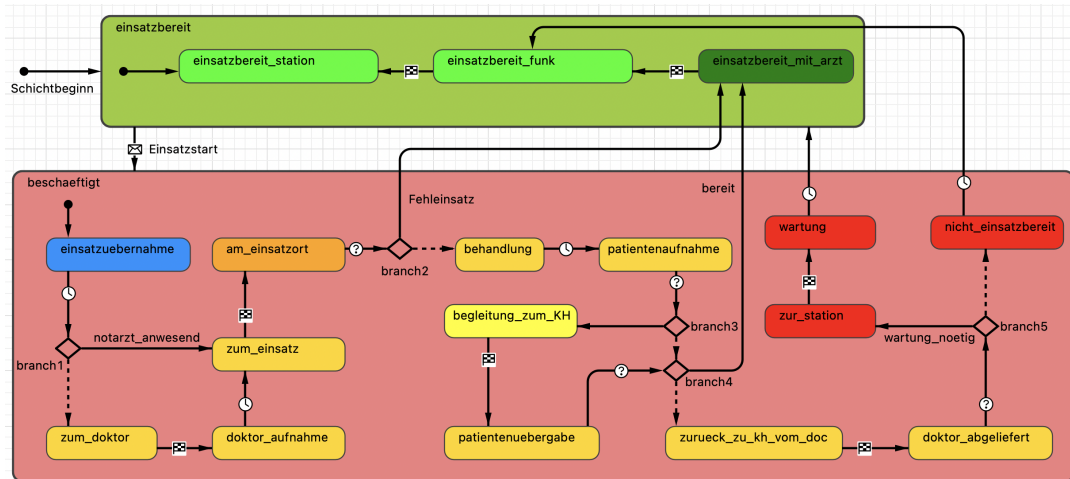 einsatzbereit
einsatzbereit_station
einsatzbereit_funk
einsatzbereit_mit_arzt
Schichtbeginn
Einsatzstart
beschaeftigt
bereit
Fehleinsatz
einsatzuebernahme
am_einsatzort
?
branch2
behandlung
patientenaufnahme
wartung
nicht_einsatzbereit
?
begleitung_zum_KH
zur_station
branch3
branch5
wartung_noetig
notarzt_anwesend
zum_einsatz
branch1
?
branch4
?
zum_doktor
doktor_aufnahme
patientenuebergabe
zurueck_zu_kh_vom_doc
doktor_abgeliefert